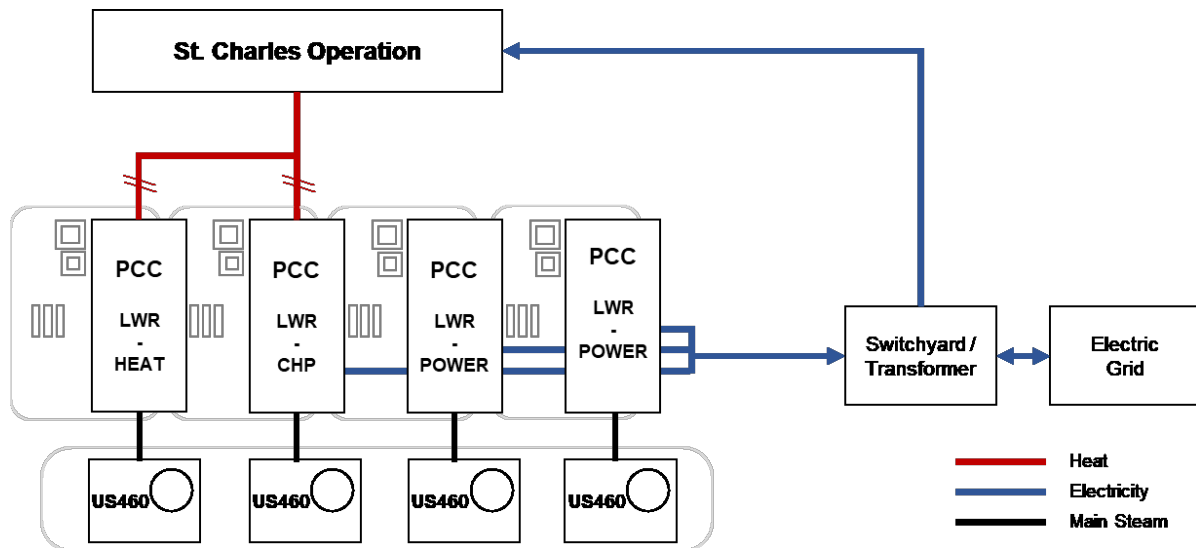 St. Charles Operation
PCC
LWR
-
HEAT
PCC
LWR
-
CHP
PCC
LWR
-
POWER
PCC
LWR
-
POWER
Switchyard /
Transformer
Electric
Grid
US460
US460
US460
US460
Heat
Electricity
Main Steam